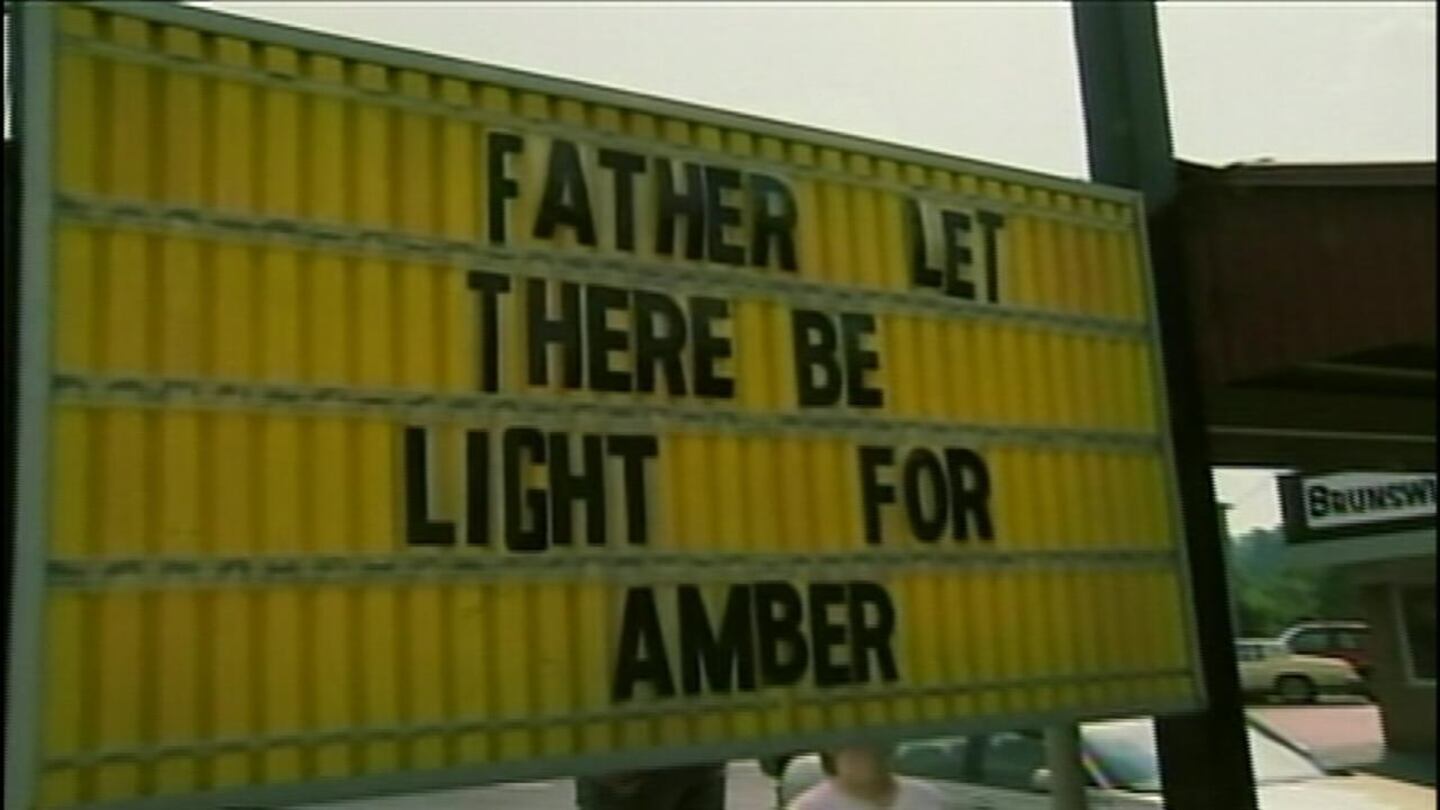 FATHER LET
THERE BE
LIGHT FOR
AMBER